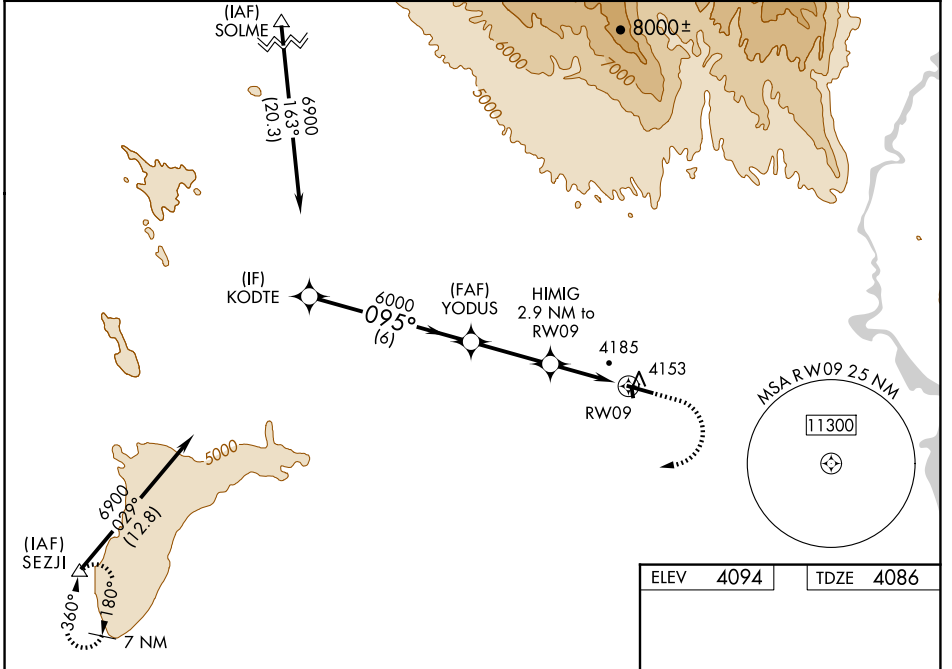 (IAF)
SOLME
8000±
6000
7000
5000
6900
163°
(20.3)
(IF)
KODTE
6000
095°
(6)
(FAF)
YODUS
HIMIG
2.9 NM to
RW09
4185
4153
RW09
MSA RW09 25 NM
11300
5000
6900
029°
(12.8)
(IAF)
SEZJI
360°
180°
7 NM
ELEV 4094
TDZE 4086